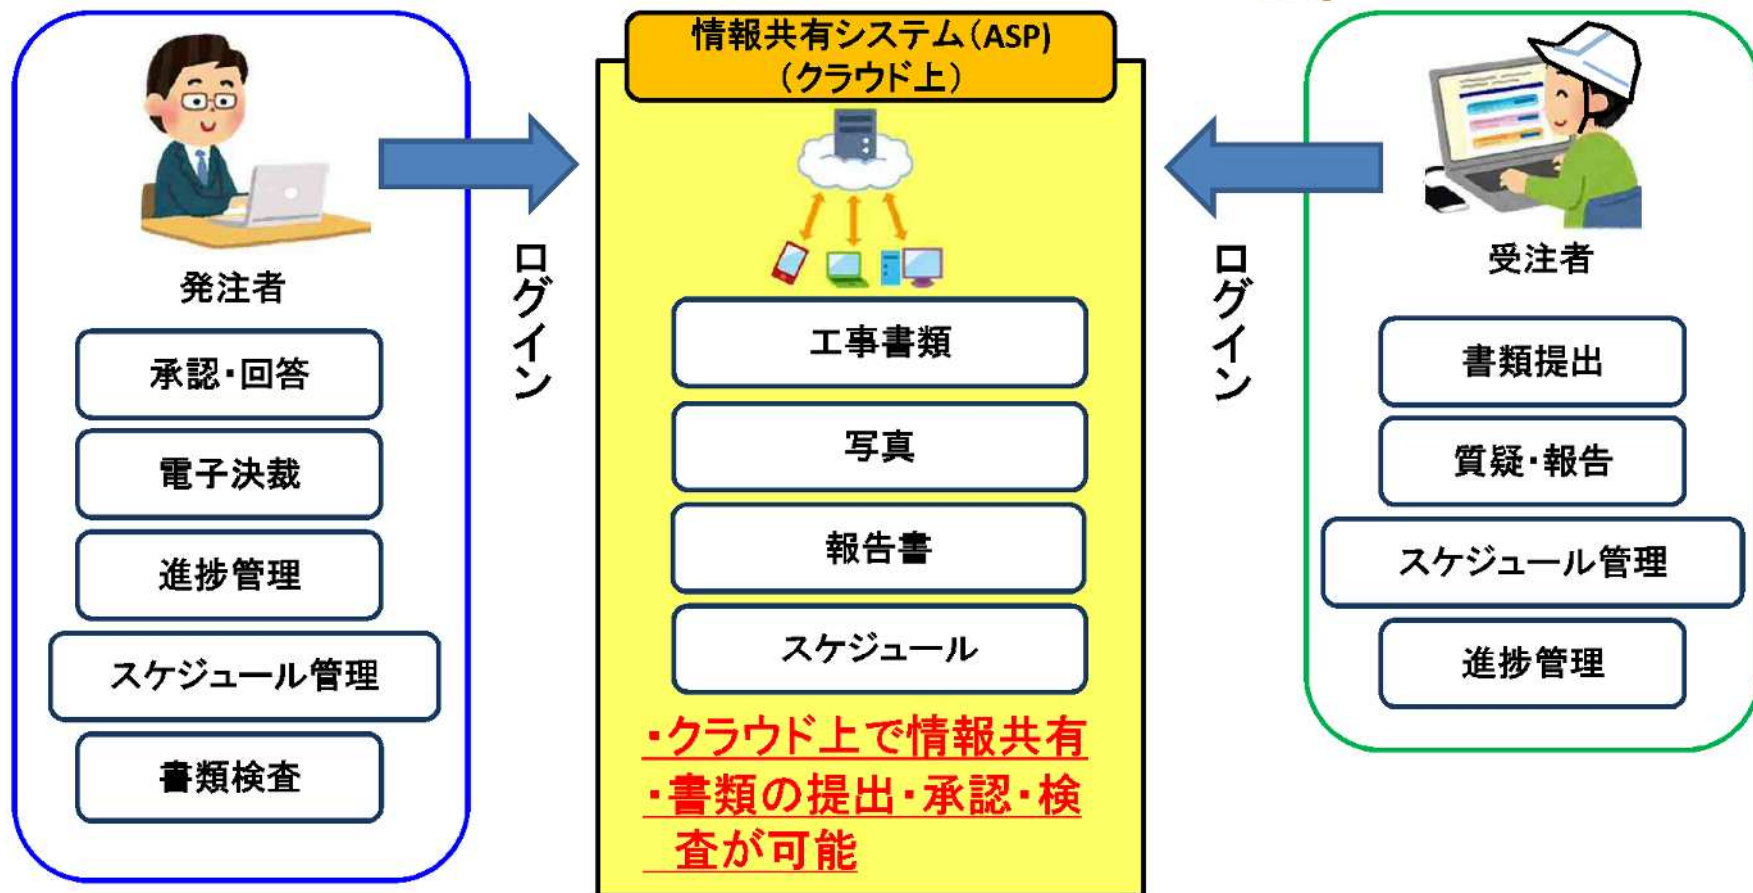 情報共有システム(ASP)
(クラウド上)
発注者
承認・回答
電子決裁
進捗管理
スケジュール管理
書類検査
ログイン
工事書類
写真
報告書
スケジュール
・クラウド上で情報共有
・書類の提出・承認・検
査が可能
ログイン
受注者
書類提出
質疑・報告
スケジュール管理
進捗管理